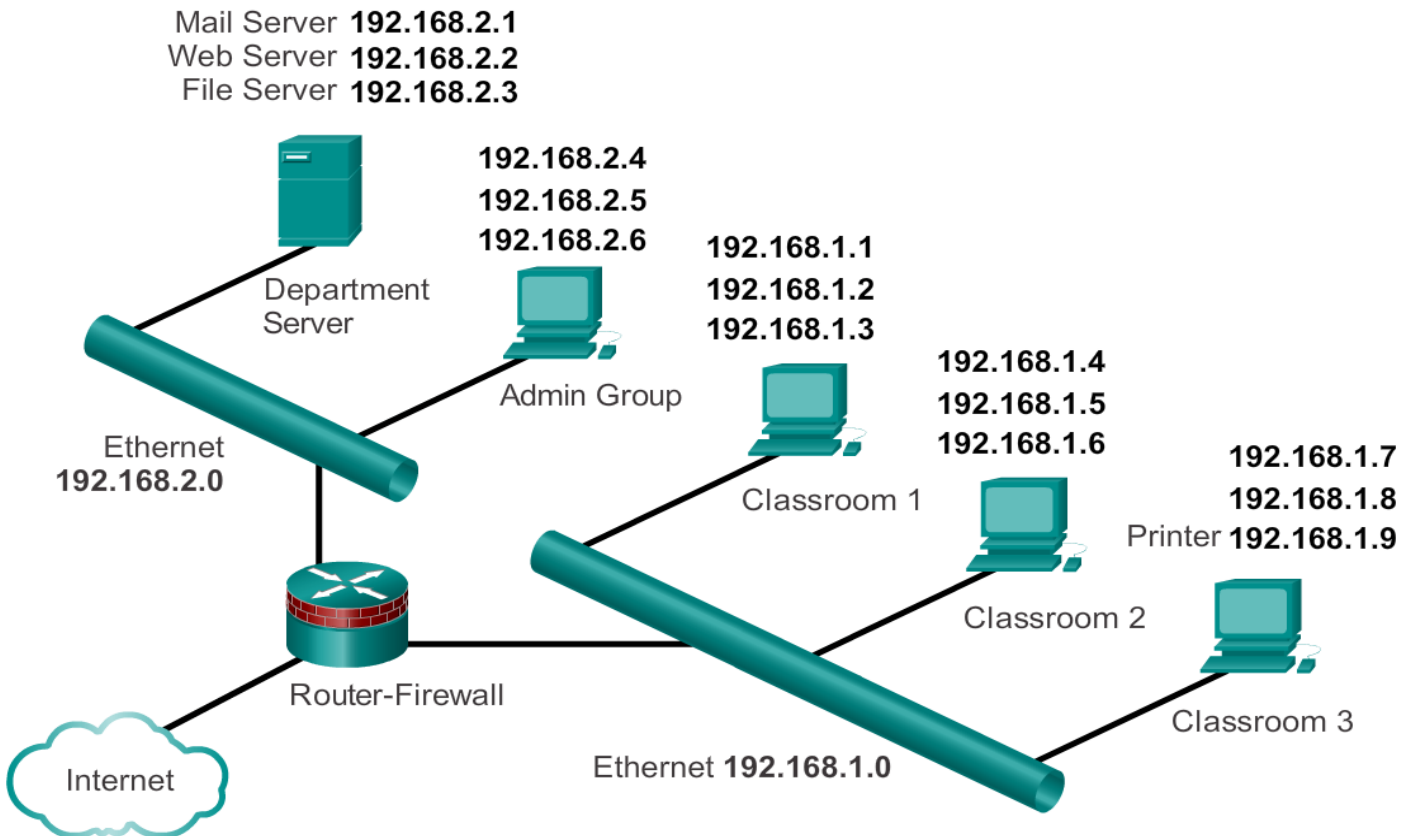 Mail Server 192.168.2.1
Web Server 192.168.2.2
File Server 192.168.2.3
192.168.2.4
192.168.2.5
192.168.2.6
Department
Server
Admin Group
192.168.1.1
192.168.1.2
192.168.1.3
Classroom 1
192.168.1.4
192.168.1.5
192.168.1.6
Classroom 2
192.168.1.7
192.168.1.8
Printer 192.168.1.9
Classroom 3
Ethernet
192.168.2.0
Router-Firewall
Internet
Ethernet 192.168.1.0